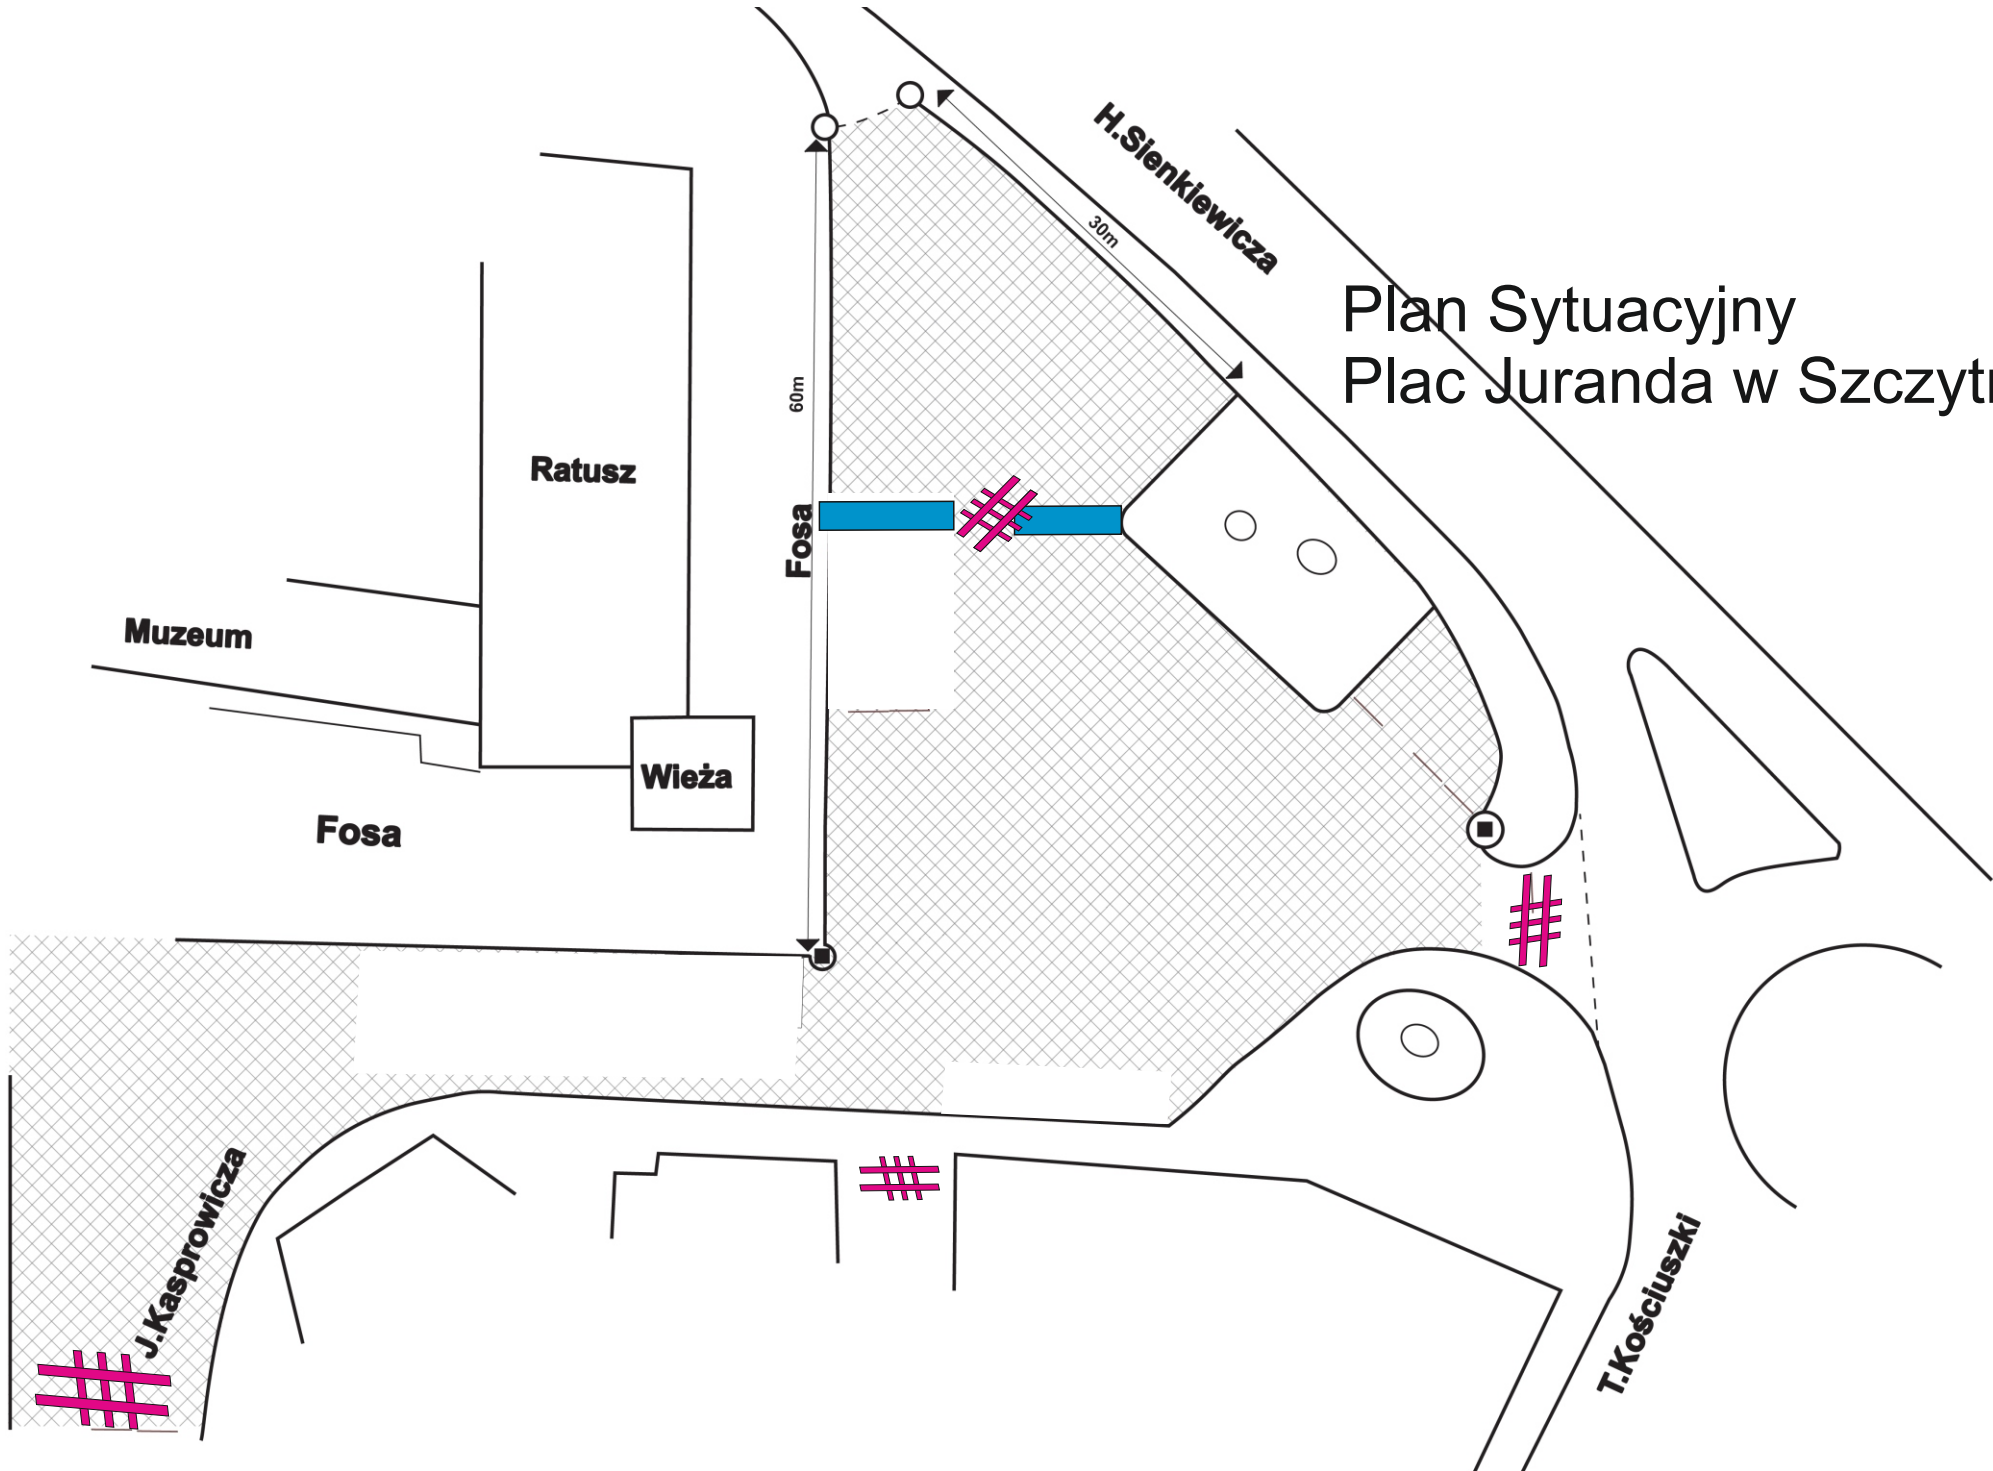 H.Sienkiewicza
30m
Plan Sytuacyjny
Plac Juranda w Szczyt
60m
Ratusz
Fosa
Muzeum
Wieża
Fosa
J.Kasprowicza
T.Kościuszki